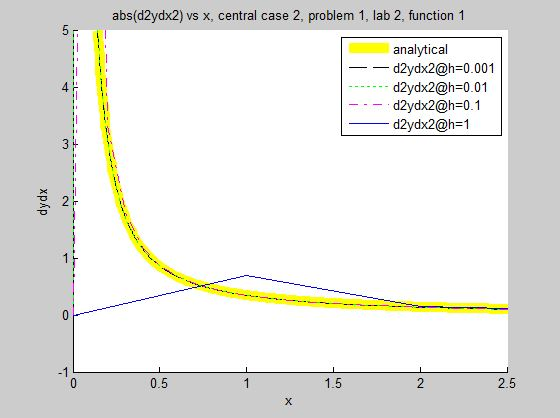 abs(d2ydx2) vs x, central case 2, problem 1, lab 2, function 1
5
4
3
2
1
0
-1
dydx
analytical
d2ydx2@h=0.001
d2ydx2@h=0.01
d2ydx2@h=0.1
d2ydx2@h=1
0 0.5 1 1.5 2 2.5
x